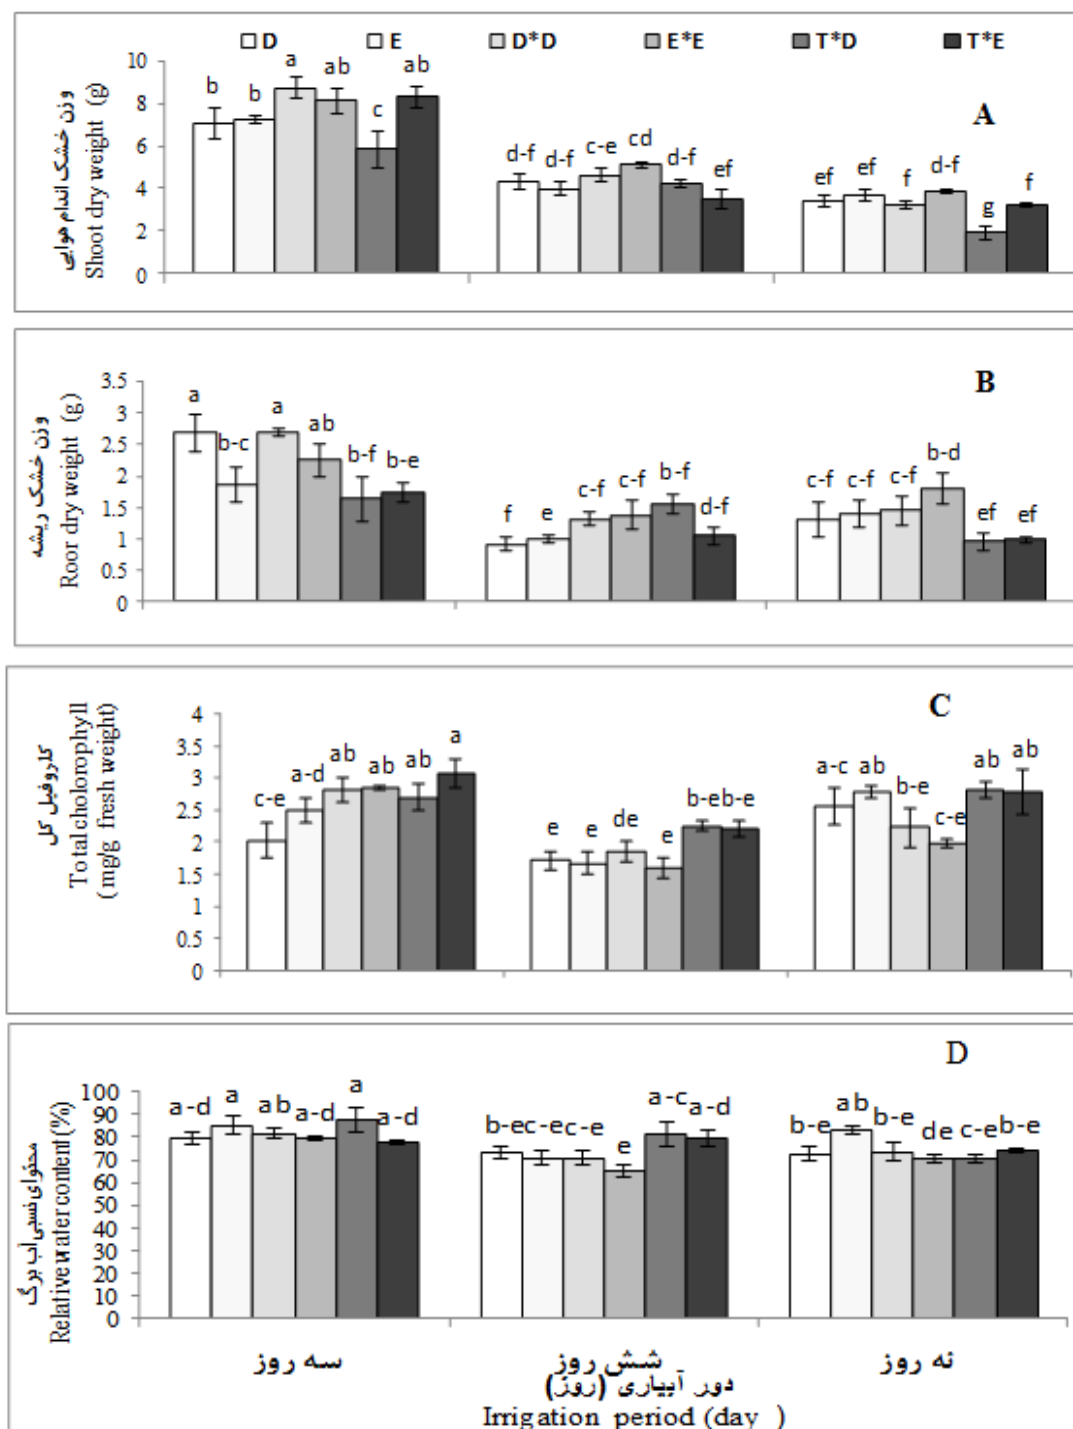 D E D*D E*E T*D T*E
A
وزن خشک اندام هوایی
Shoot dry weight (g)
10
8
6
4
2
0
b b a ab c ab
d-f d-f c-e cd d-f ef
ef ef f d-f g f
B
وزن خشک ریشه
Roor dry weight (g)
3.5
3
2.5
2
1.5
1
0.5
0
a b-c a ab b-f b-e
f e c-f c-f b-f d-f
c-f c-f c-f b-d ef ef
C
کلروفیل کل
Total cholorophyll
(mg/g fresh weight)
4
3.5
3
2.5
2
1.5
1
0.5
0
c-e a-d ab ab ab a
e e de e b-e b-e
a-c ab b-e c-e ab ab
D
محتوای نسبی آب برگ
Relative water content (%)
100
90
80
70
60
50
40
30
20
10
0
a-d a ab a-d a a-d
b-e c-e c-e e a-c a-d
b-e ab b-e de c-e b-e
سه روز شش روز نه روز
دور آبیاری (روز)
Irrigation period (day )